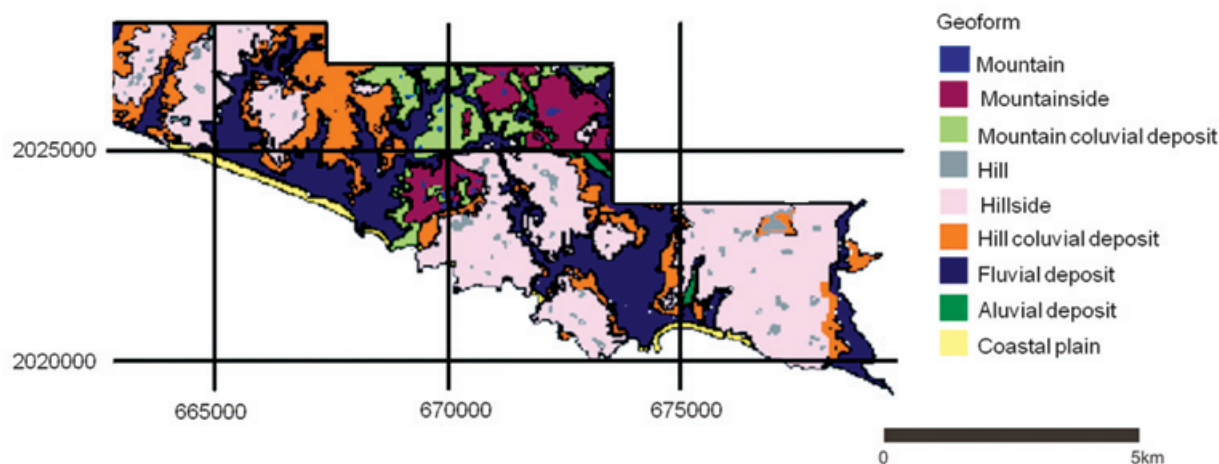 Geoform
Mountain
Mountainside
Mountain coluvial deposit
Hill
Hillside
Hill coluvial deposit
Fluvial deposit
Aluvial deposit
Coastal plain
2025000
2020000
665000
670000
675000
0
5km